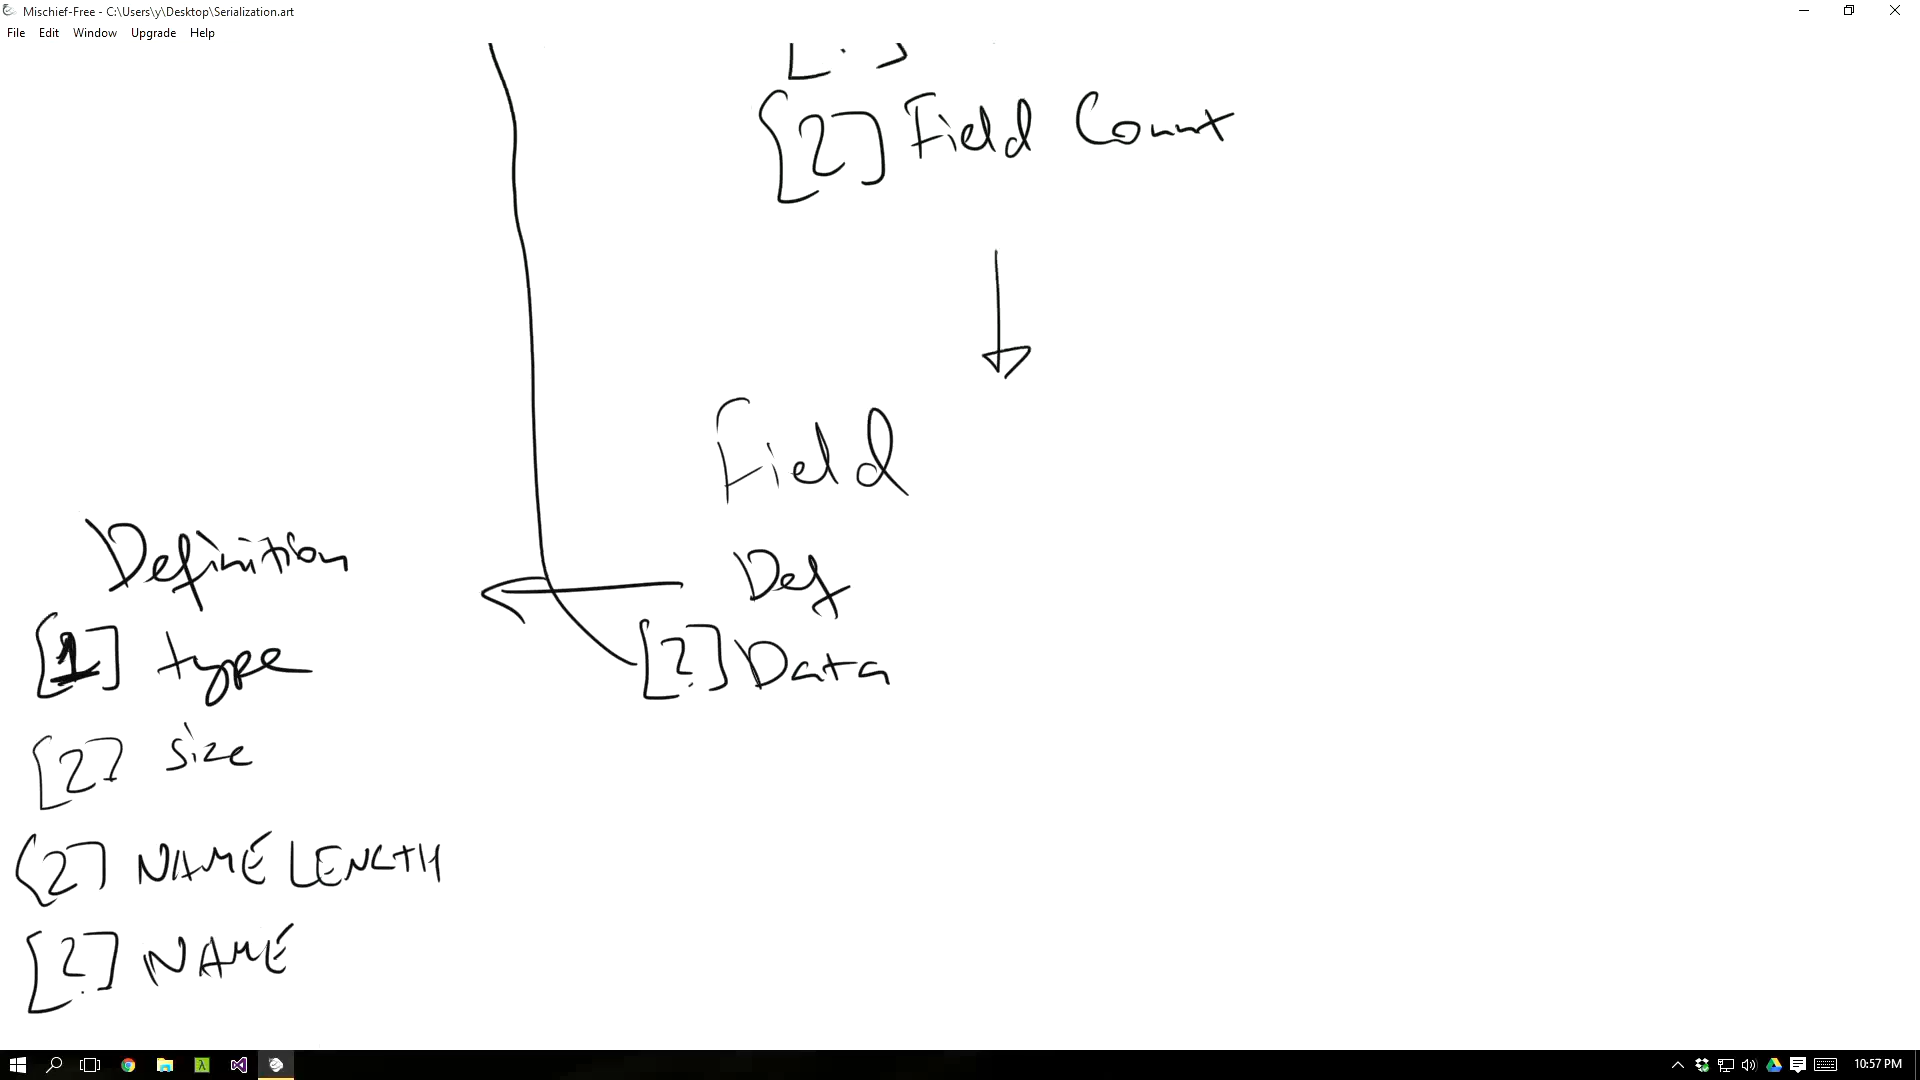 Mischief-Free - C:\Users\y\Desktop\Serialization.art
File Edit Window Upgrade Help
[2] Field Count
Field
Def
[?] Data
Definition
[1] type
[2] size
[2] NAME LENGTH
[?] NAME
10:57 PM